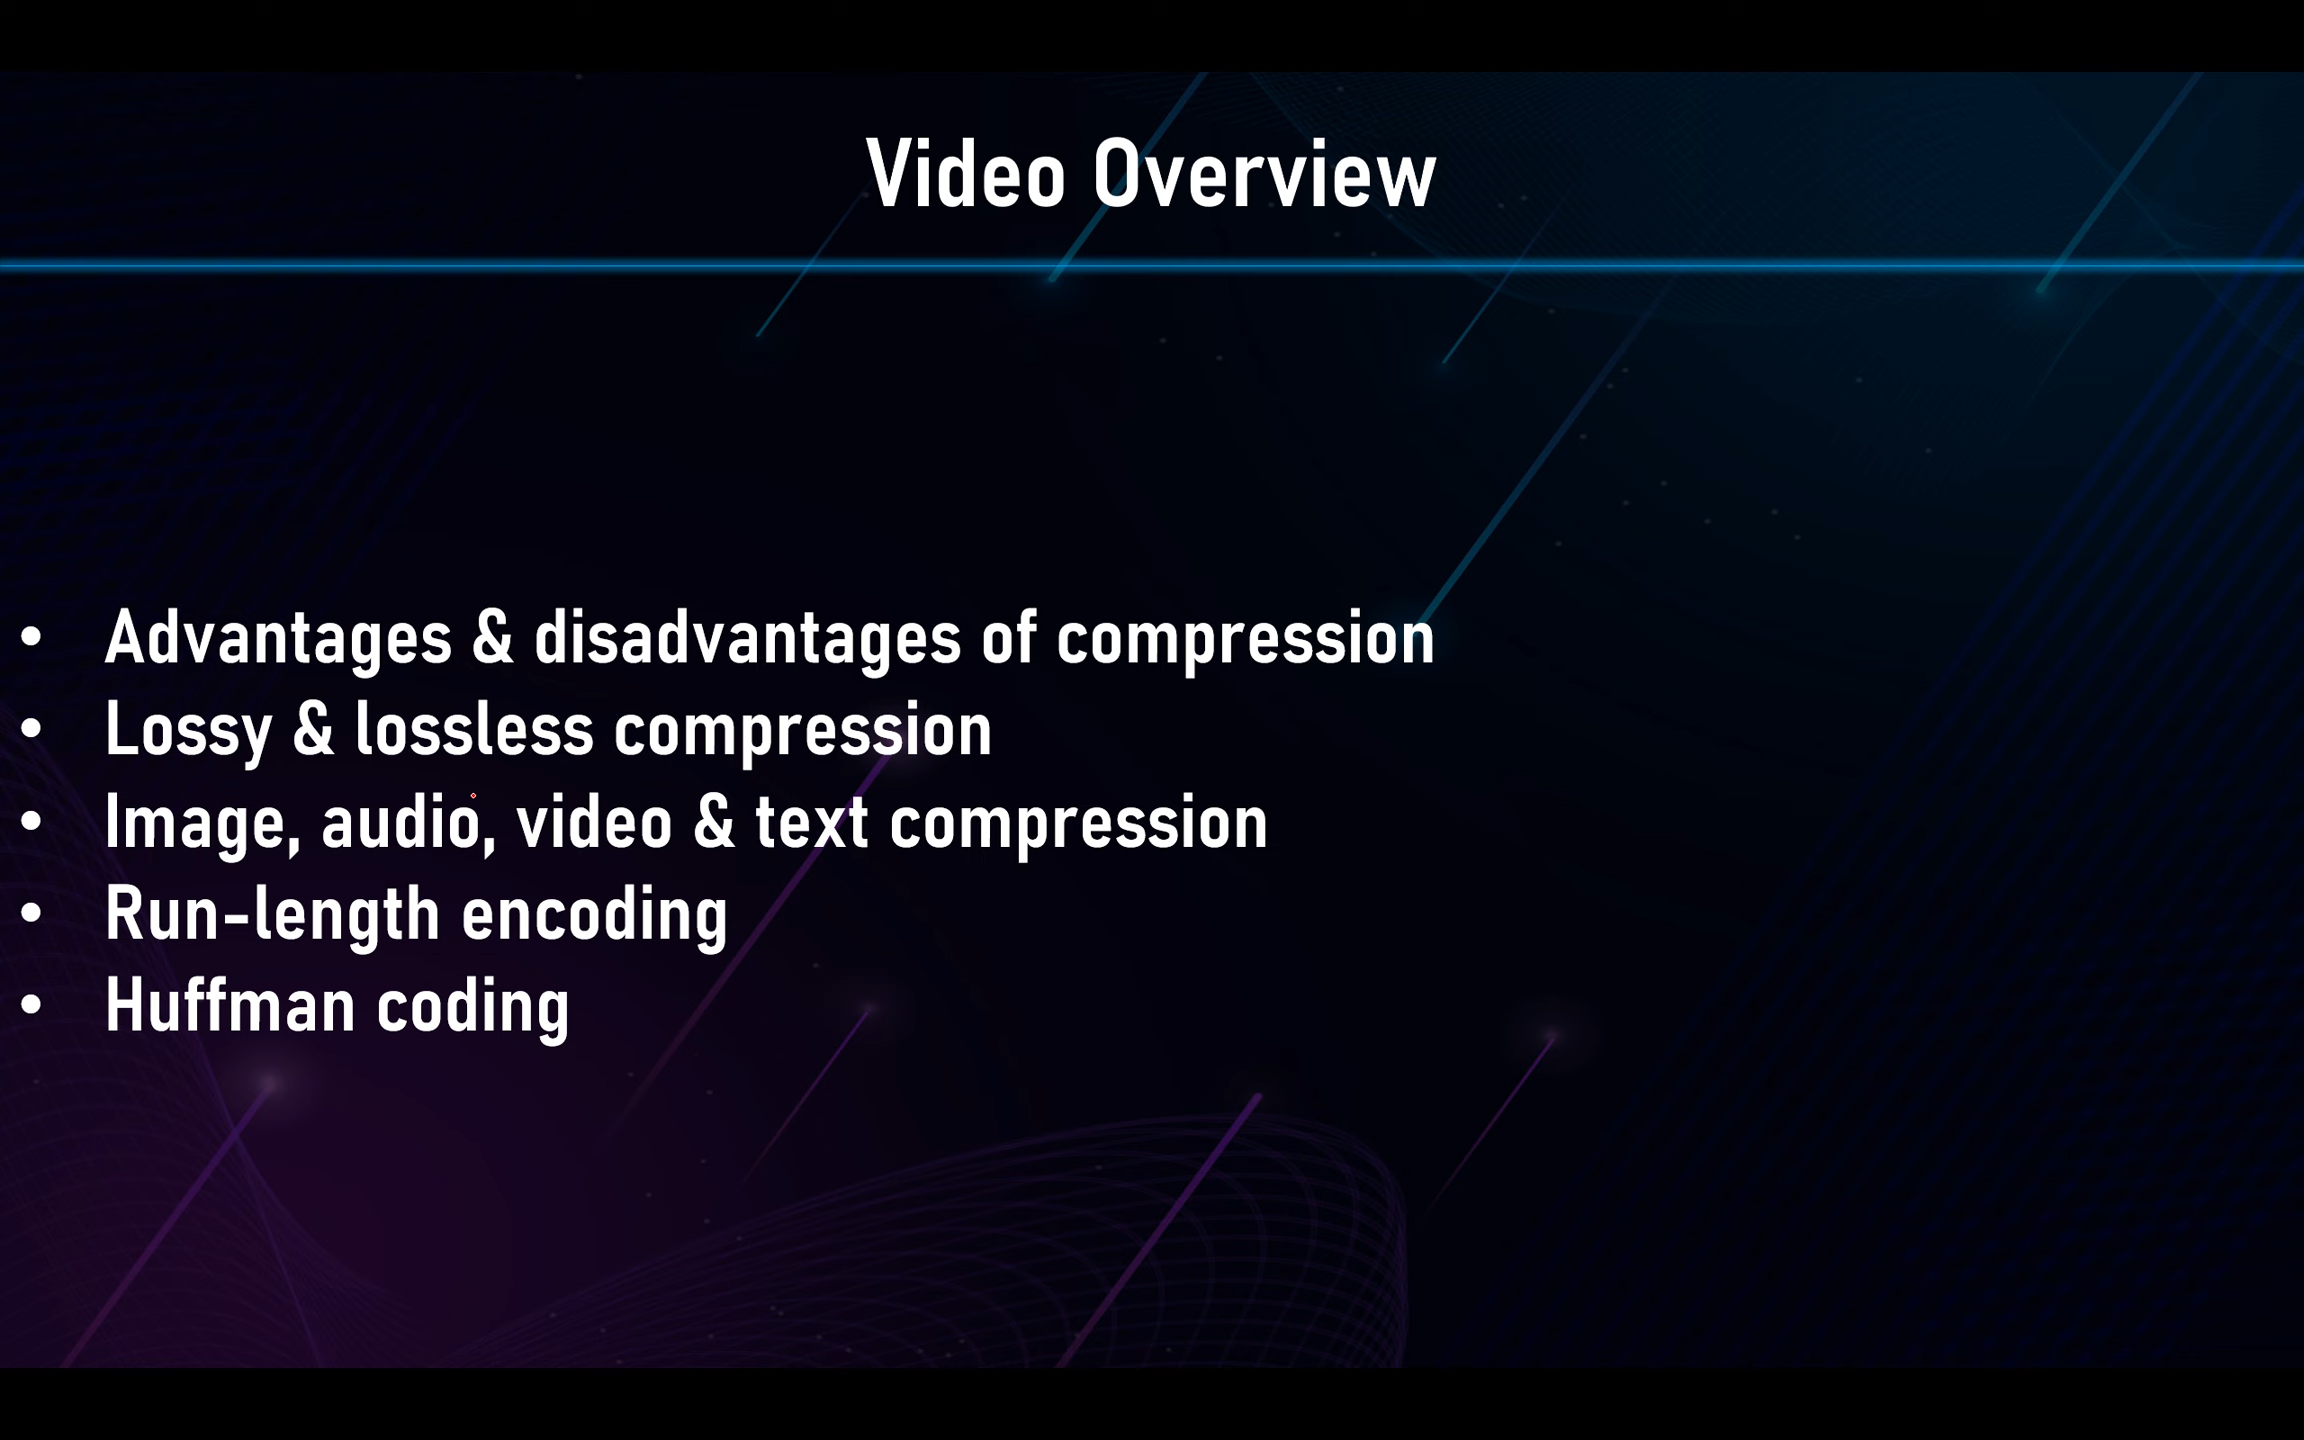 Video Overview
• Advantages & disadvantages of compression
• Lossy & lossless compression
• Image, audio, video & text compression
• Run-length encoding
• Huffman coding